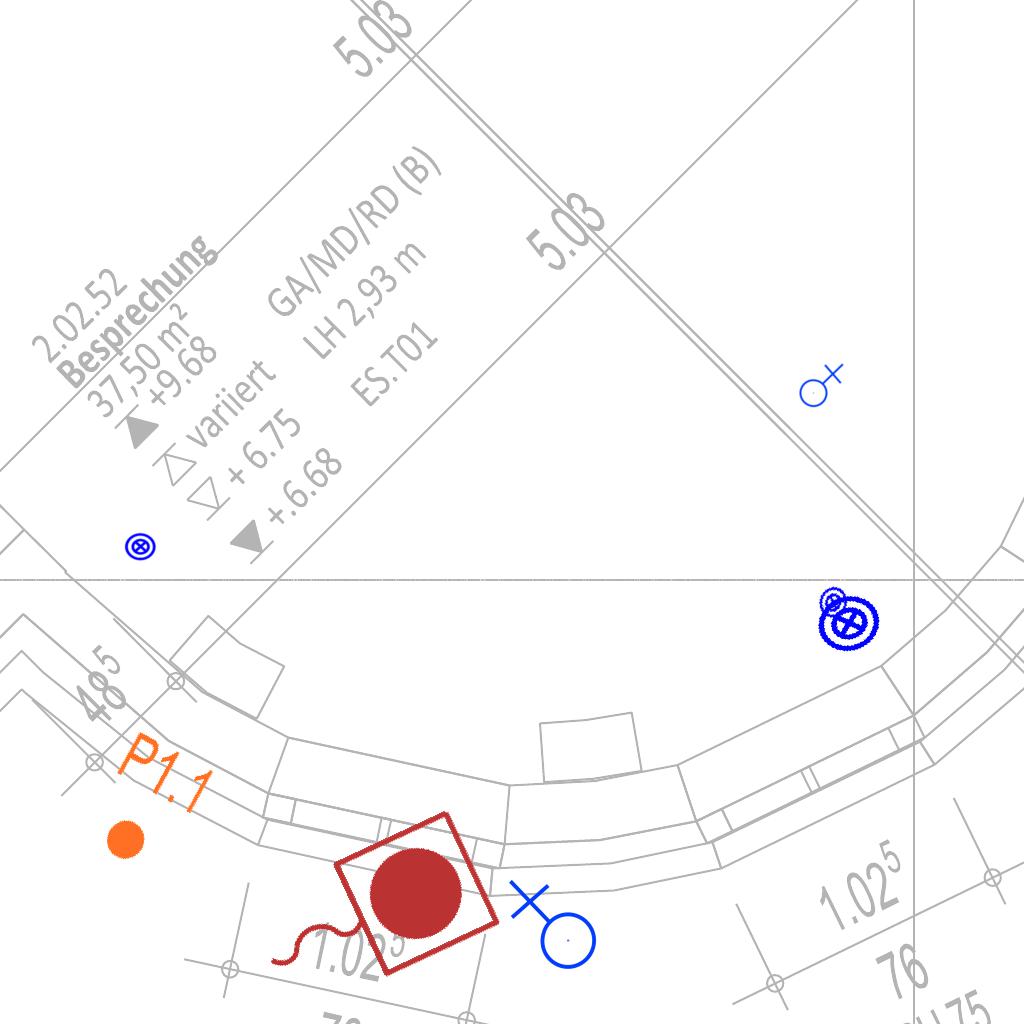 5.03
5.03
2.02.52
Besprechung
37,50 m²
+9.68
variiert
+ 6.75
+.6.68
GA/MD/RD (B)
LH 2,93 m
ES.T01
48⁵
P1.1
1.02⁵
1.02⁵
76